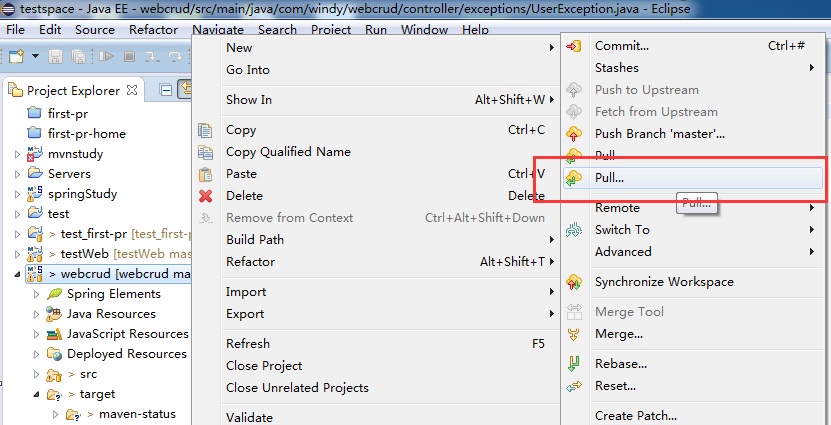 testspace - Java EE - webcrud/src/main/java/com/windy/webcrud/controller/exceptions/UserException.java - Eclipse
File Edit Source Refactor Navigate Search Project Run Window Help
Project Explorer
first-pr
first-pr-home
mvnstudy
Servers
springStudy
test
> test_first-pr [test_first-p
> testWeb [testWeb mas
> webcrud [webcrud ma
Spring Elements
Java Resources
JavaScript Resources
Deployed Resources
> src
> target
> maven-status
New
Go Into
Show In Alt+Shift+W
Copy Ctrl+C
Copy Qualified Name
Paste Ctrl+V
Delete Delete
Remove from Context Ctrl+Alt+Shift+Down
Build Path
Refactor Alt+Shift+T
Import
Export
Refresh F5
Close Project
Close Unrelated Projects
Validate
Commit... Ctrl+#
Stashes
Push to Upstream
Fetch from Upstream
Push Branch 'master'...
Pull
Pull...
Pull...
Remote
Switch To
Advanced
Synchronize Workspace
Merge Tool
Merge...
Rebase...
Reset...
Create Patch...